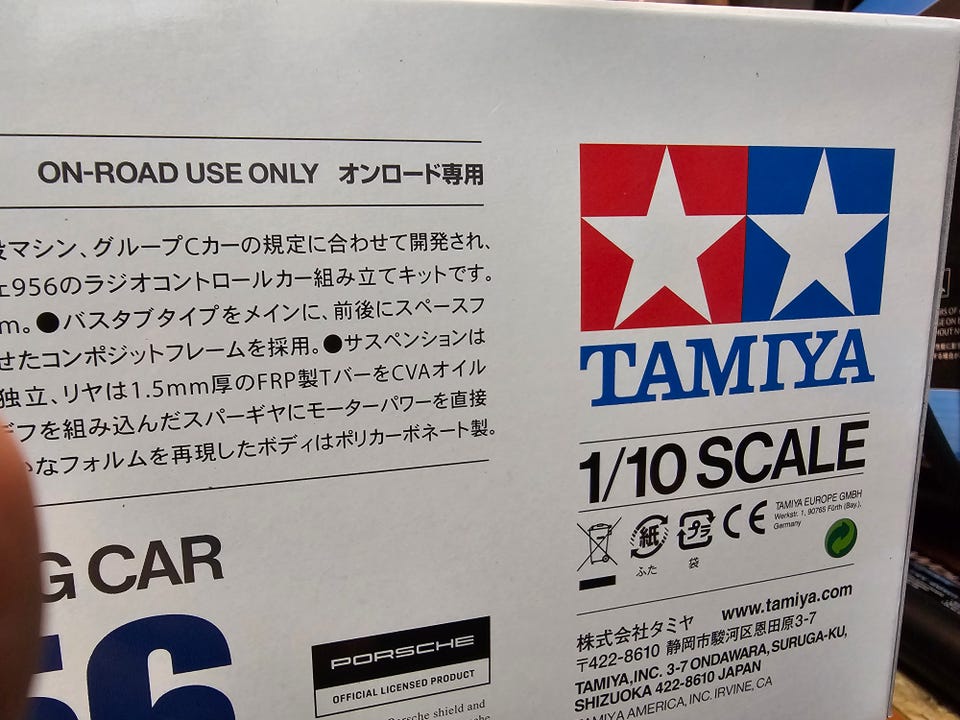 ON-ROAD USE ONLY オンロード専用
マシン、グループCカーの規定に合わせて開発され、
956のラジオコントロールカー組み立てキットです。
m。●バスタブタイプをメインに、前後にスペースフ
せたコンポジットフレームを採用。●サスペンションは
独立、リヤは1.5mm厚のFRP製TバーをCVAオイル
デフを組み込んだスパーギヤにモーターパワーを直接
なフォルムを再現したボディはポリカーボネート製。
G CAR
56
PORSCHE
OFFICIAL LICENSED PRODUCT
Porsche shield and
TAMIYA
1/10 SCALE
紙
ふた
プラ
袋
CE
TAMIYA EUROPE GMBH
Werkstr. 1, 90765 Fürth (Bay.),
Germany
www.tamiya.com
株式会社タミヤ
〒422-8610 静岡市駿河区恩田原3-7
TAMIYA,INC. 3-7 ONDAWARA, SURUGA-KU,
SHIZUOKA 422-8610 JAPAN
TAMIYA AMERICA, INC. IRVINE, CA